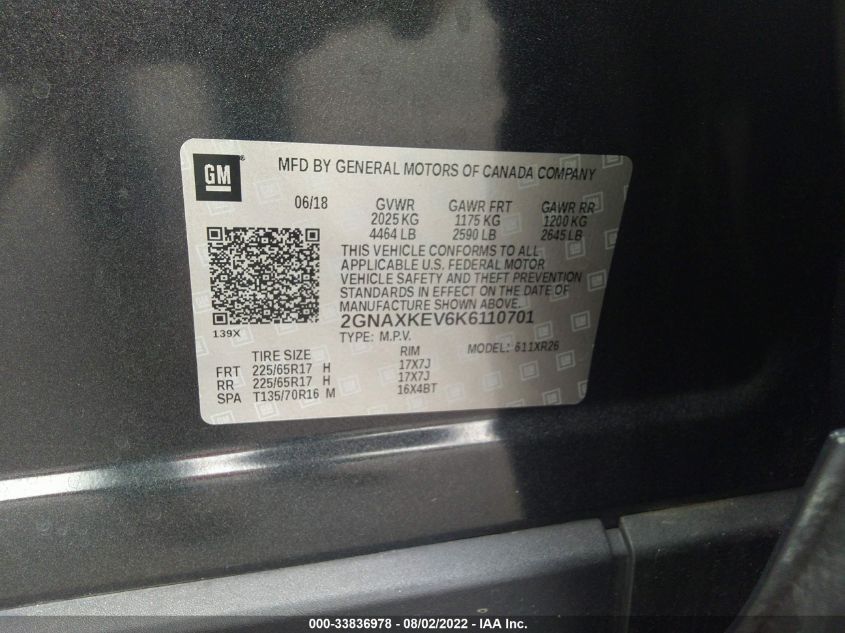 GM ®
MFD BY GENERAL MOTORS OF CANADA COMPANY
06/18 GVWR GAWR FRT GAWR RR
2025 KG 1175 KG 1200 KG
4464 LB 2590 LB 2645 LB
THIS VEHICLE CONFORMS TO ALL
APPLICABLE U.S. FEDERAL MOTOR
VEHICLE SAFETY AND THEFT PREVENTION
STANDARDS IN EFFECT ON THE DATE OF
MANUFACTURE SHOWN ABOVE.
2GNAXKEV6K6110701
139X
TYPE: M.P.V. MODEL: 611XR26
TIRE SIZE RIM
FRT 225/65R17 H 17X7J
RR 225/65R17 H 17X7J
SPA T135/70R16 M 16X4BT
000-33836978 - 08/02/2022 - IAA Inc.